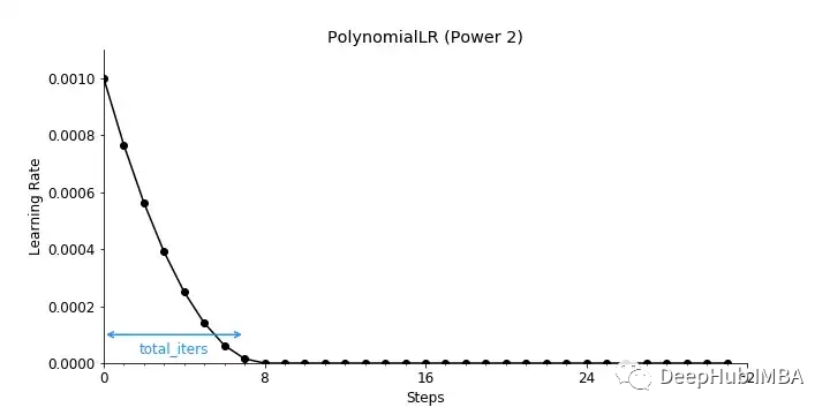 PolynomialLR (Power 2)
Learning Rate
0.0010
0.0008
0.0006
0.0004
0.0002
0.0000
total_iters
0 8 16 24 32
Steps
DeepHub IMBA